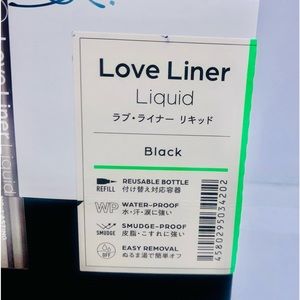 Love Liner
Liquid
ラブ・ライナー リキッド
Black
REFILL
REUSABLE BOTTLE
付け替え対応容器
WP
WATER-PROOF
水・汗・涙に強い
SMUDGE-PROOF
皮脂・こすれに強い
OFF
EASY REMOVAL
ぬるま湯で簡単オフ
4580295034202
Love Liner Liquid